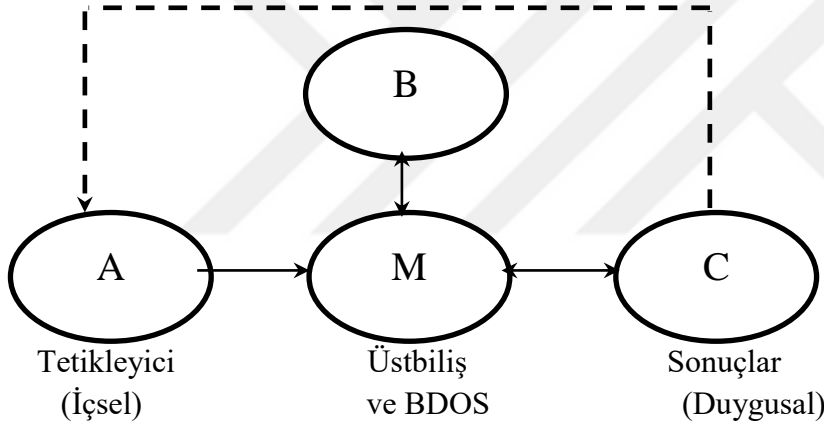 B
A M C
Tetikleyici Üstbiliş Sonuçlar
(İçsel) ve BDOS (Duygusal)